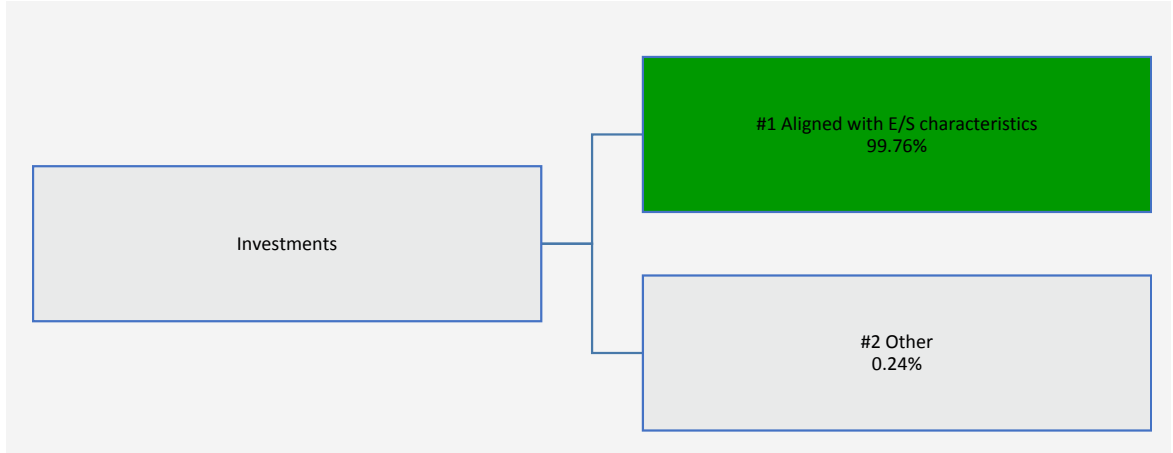 Investments
#1 Aligned with E/S characteristics
99.76%
#2 Other
0.24%